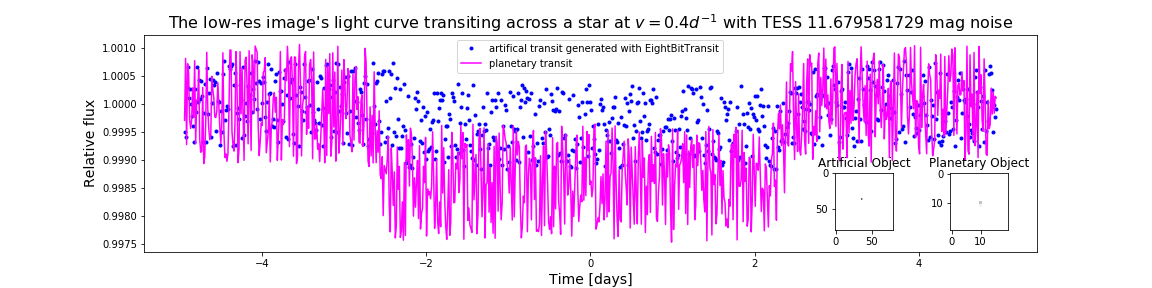 The low-res image's light curve transiting across a star at v = 0.4d⁻¹ with TESS 11.679581729 mag noise
artifical transit generated with EightBitTransit
planetary transit
Relative flux
1.0010
1.0005
1.0000
0.9995
0.9990
0.9985
0.9980
0.9975
Artificial Object
0
50
0 50
Planetary Object
0
10
0 10
−4 −2 0 2 4
Time [days]